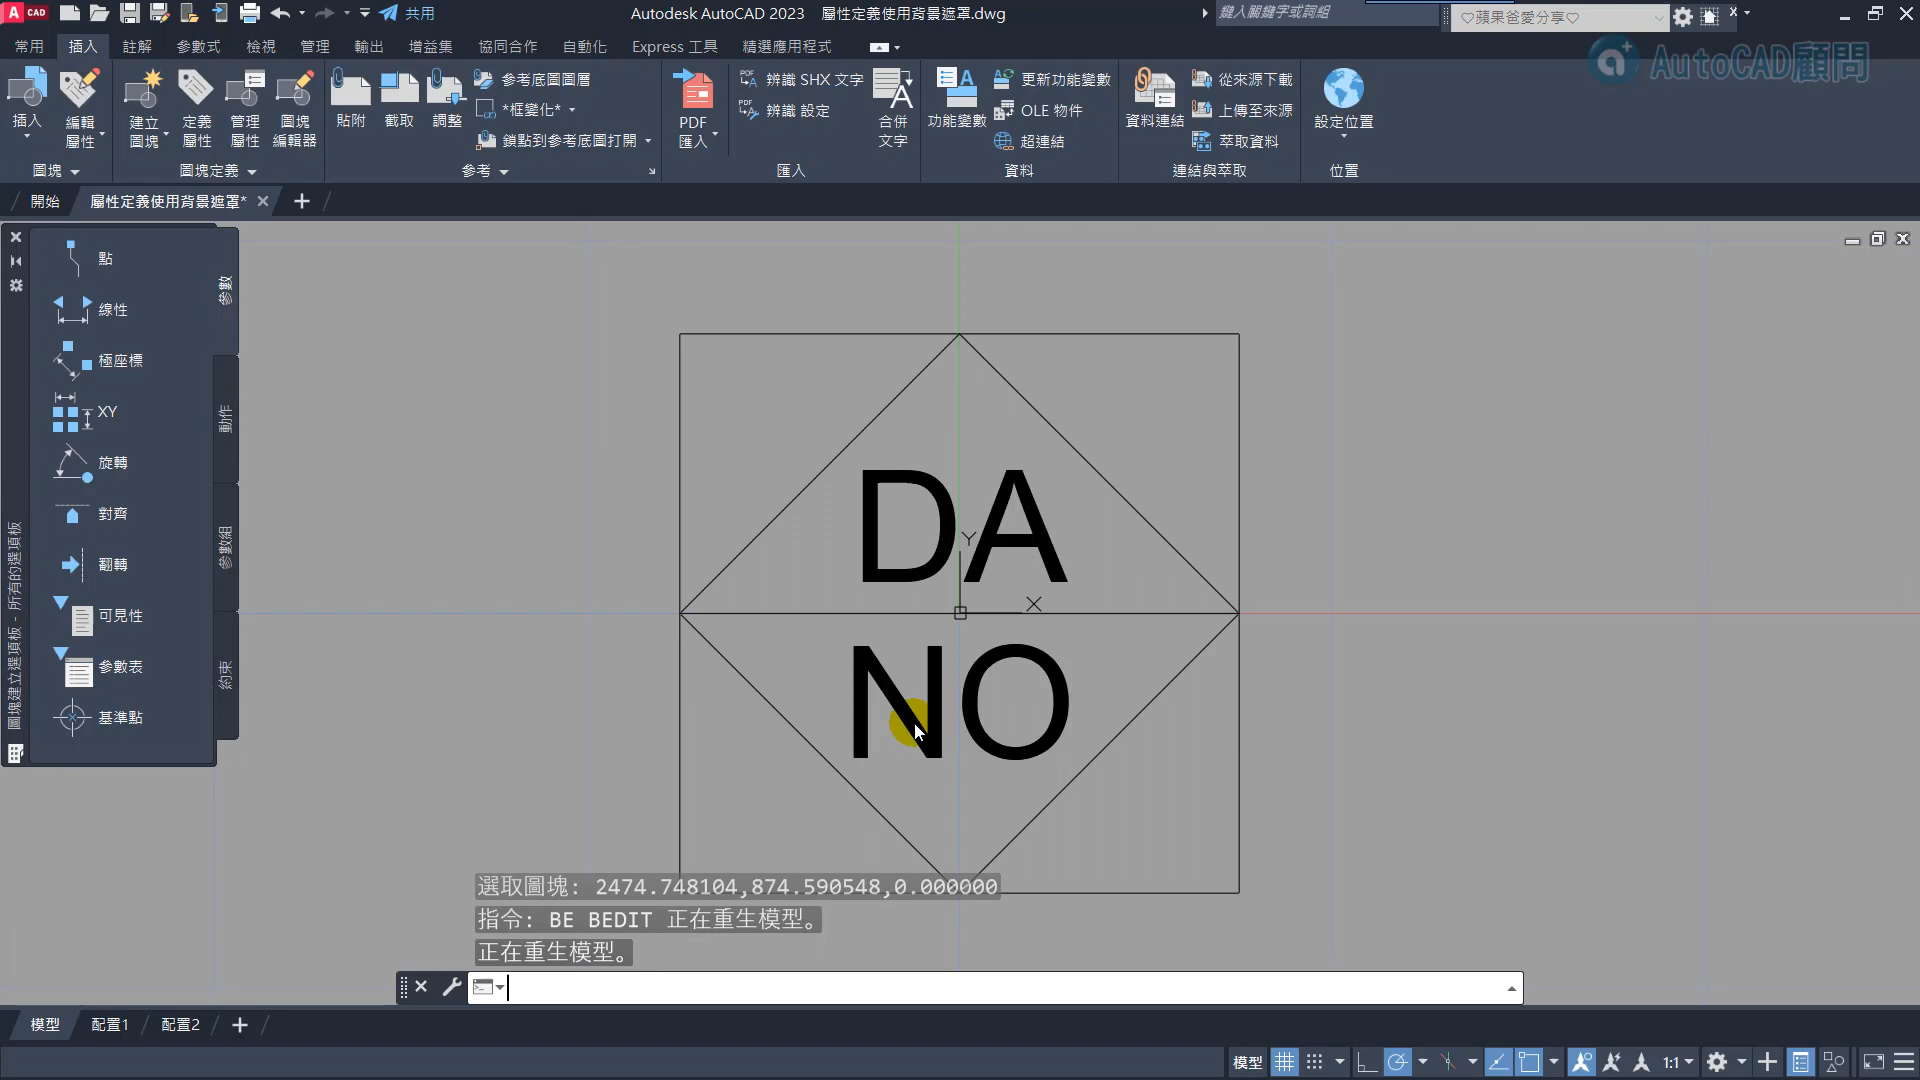 CAD
共用
Autodesk AutoCAD 2023 屬性定義使用背景遮罩.dwg
鍵入關鍵字或詞組
♡蘋果爸愛分享♡
常用 插入 註解 參數式 檢視 管理 輸出 增益集 協同合作 自動化 Express 工具 精選應用程式
AutoCAD顧問
插入
編輯
屬性
建立
圖塊
定義
屬性
管理
屬性
圖塊
編輯器
貼附
截取
調整
參考底圖圖層
*框變化*
鎖點到參考底圖打開
PDF
匯入
辨識 SHX 文字
辨識 設定
合併
文字
功能變數
更新功能變數
OLE 物件
超連結
資料連結
從來源下載
上傳至來源
萃取資料
設定位置
圖塊 圖塊定義 參考 匯入 資料 連結與萃取 位置
開始 屬性定義使用背景遮罩*
點
線性
極座標
XY
旋轉
對齊
翻轉
可見性
參數表
基準點
參數
動作
參數組
約束
圖塊建立選項板 - 所有的選項板
DA
Y
X
NO
選取圖塊: 2474.748104,874.590548,0.000000
指令: BE BEDIT 正在重生模型。
正在重生模型。
模型 配置1 配置2
模型 1:1